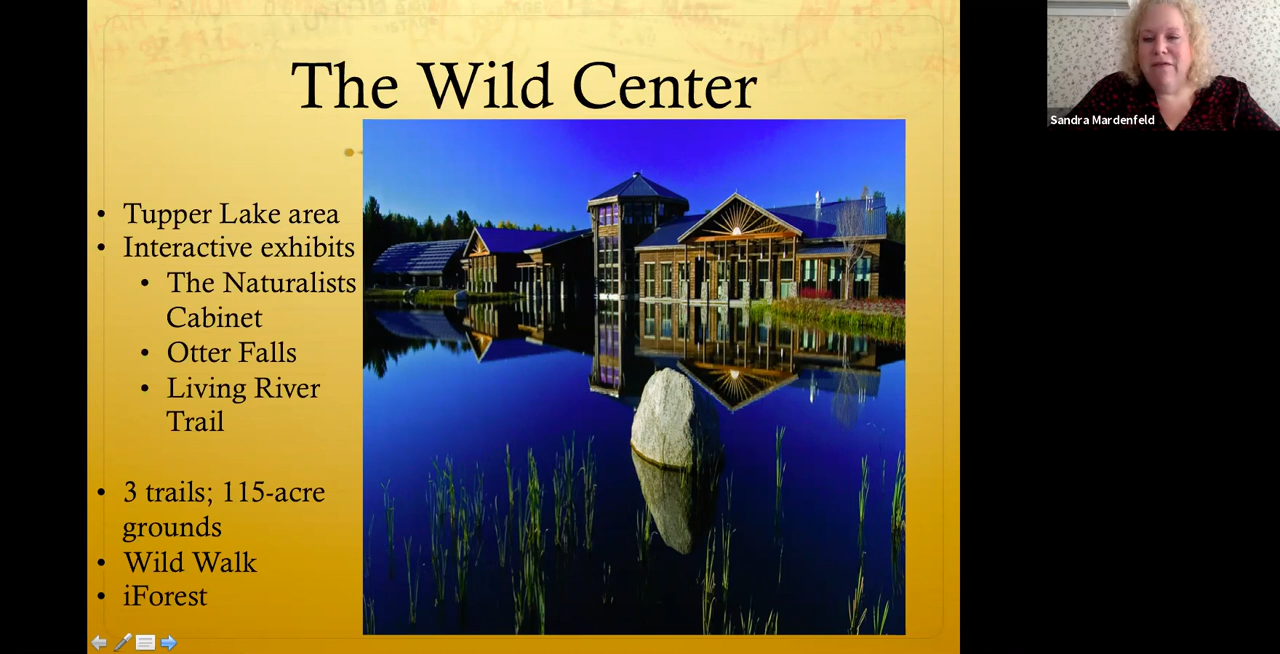 The Wild Center
• Tupper Lake area
• Interactive exhibits
• The Naturalists
Cabinet
• Otter Falls
• Living River
Trail
• 3 trails; 115-acre
grounds
• Wild Walk
• iForest
Sandra Mardenfeld